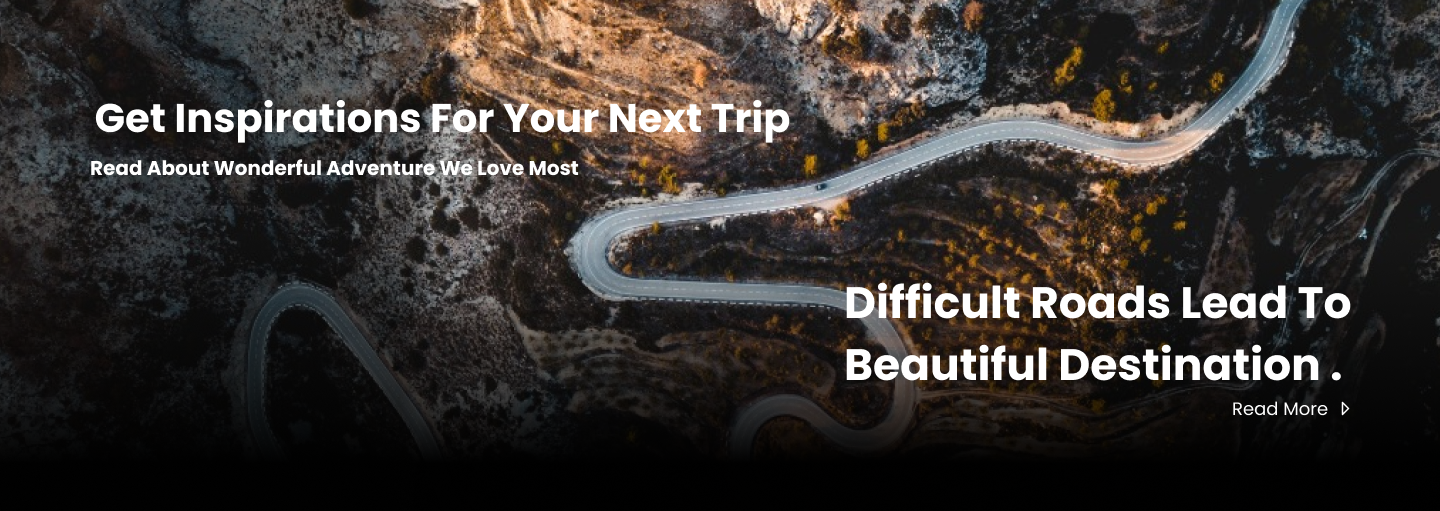 Get Inspirations For Your Next Trip
Read About Wonderful Adventure We Love Most
Difficult Roads Lead To
Beautiful Destination .
Read More